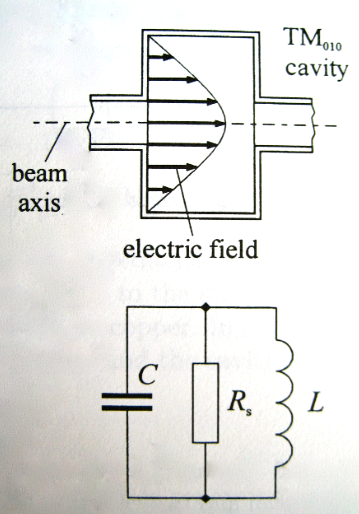 TM₀₁₀
cavity
beam
axis
electric field
C
Rₛ
L